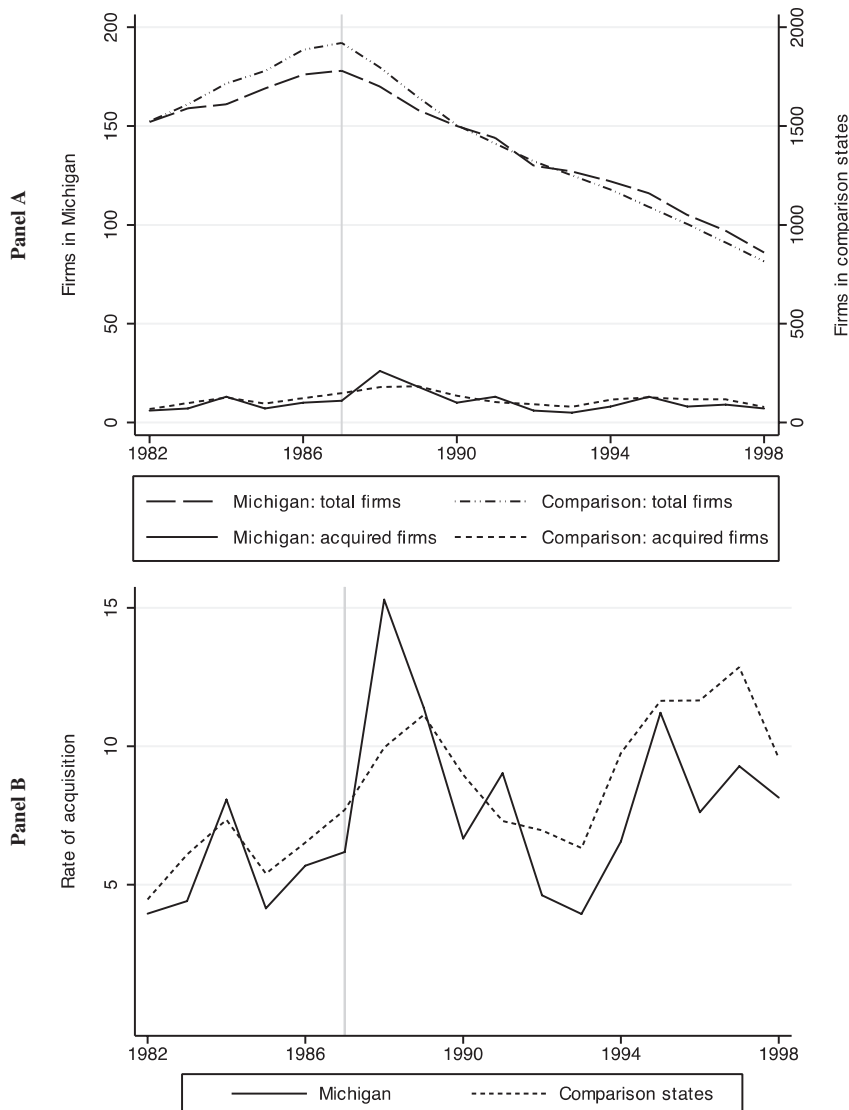 Panel A
Firms in Michigan
200
150
100
50
0
Firms in comparison states
2000
1500
1000
500
0
1982 1986 1990 1994 1998
Michigan: total firms Comparison: total firms
Michigan: acquired firms Comparison: acquired firms
Panel B
Rate of acquisition
15
10
5
1982 1986 1990 1994 1998
Michigan Comparison states